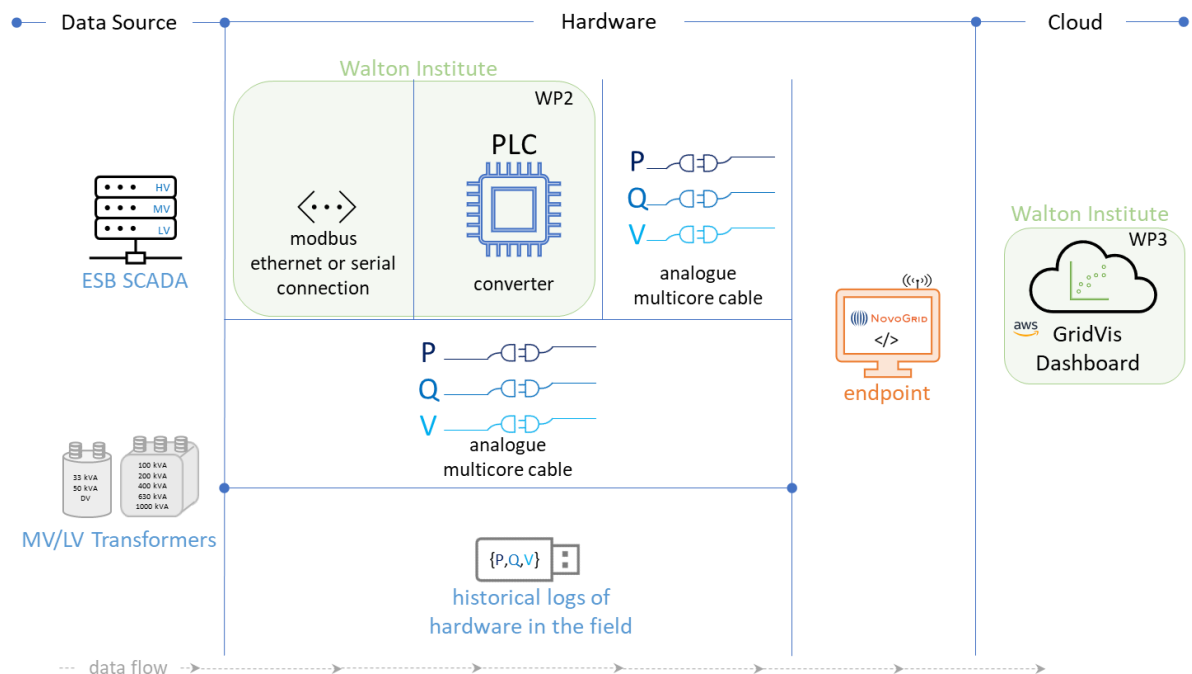 Data Source
Hardware
Cloud
Walton Institute
WP2
PLC
modbus
ethernet or serial
connection
converter
P
Q
V
analogue
multicore cable
HV
MV
LV
ESB SCADA
NOVOGRID
</>
endpoint
Walton Institute
WP3
aws
GridVis
Dashboard
P
Q
V
analogue
multicore cable
33 kVA
50 kVA
DV
100 kVA
200 kVA
400 kVA
630 kVA
1000 kVA
MV/LV Transformers
{P,Q,V}
historical logs of
hardware in the field
data flow